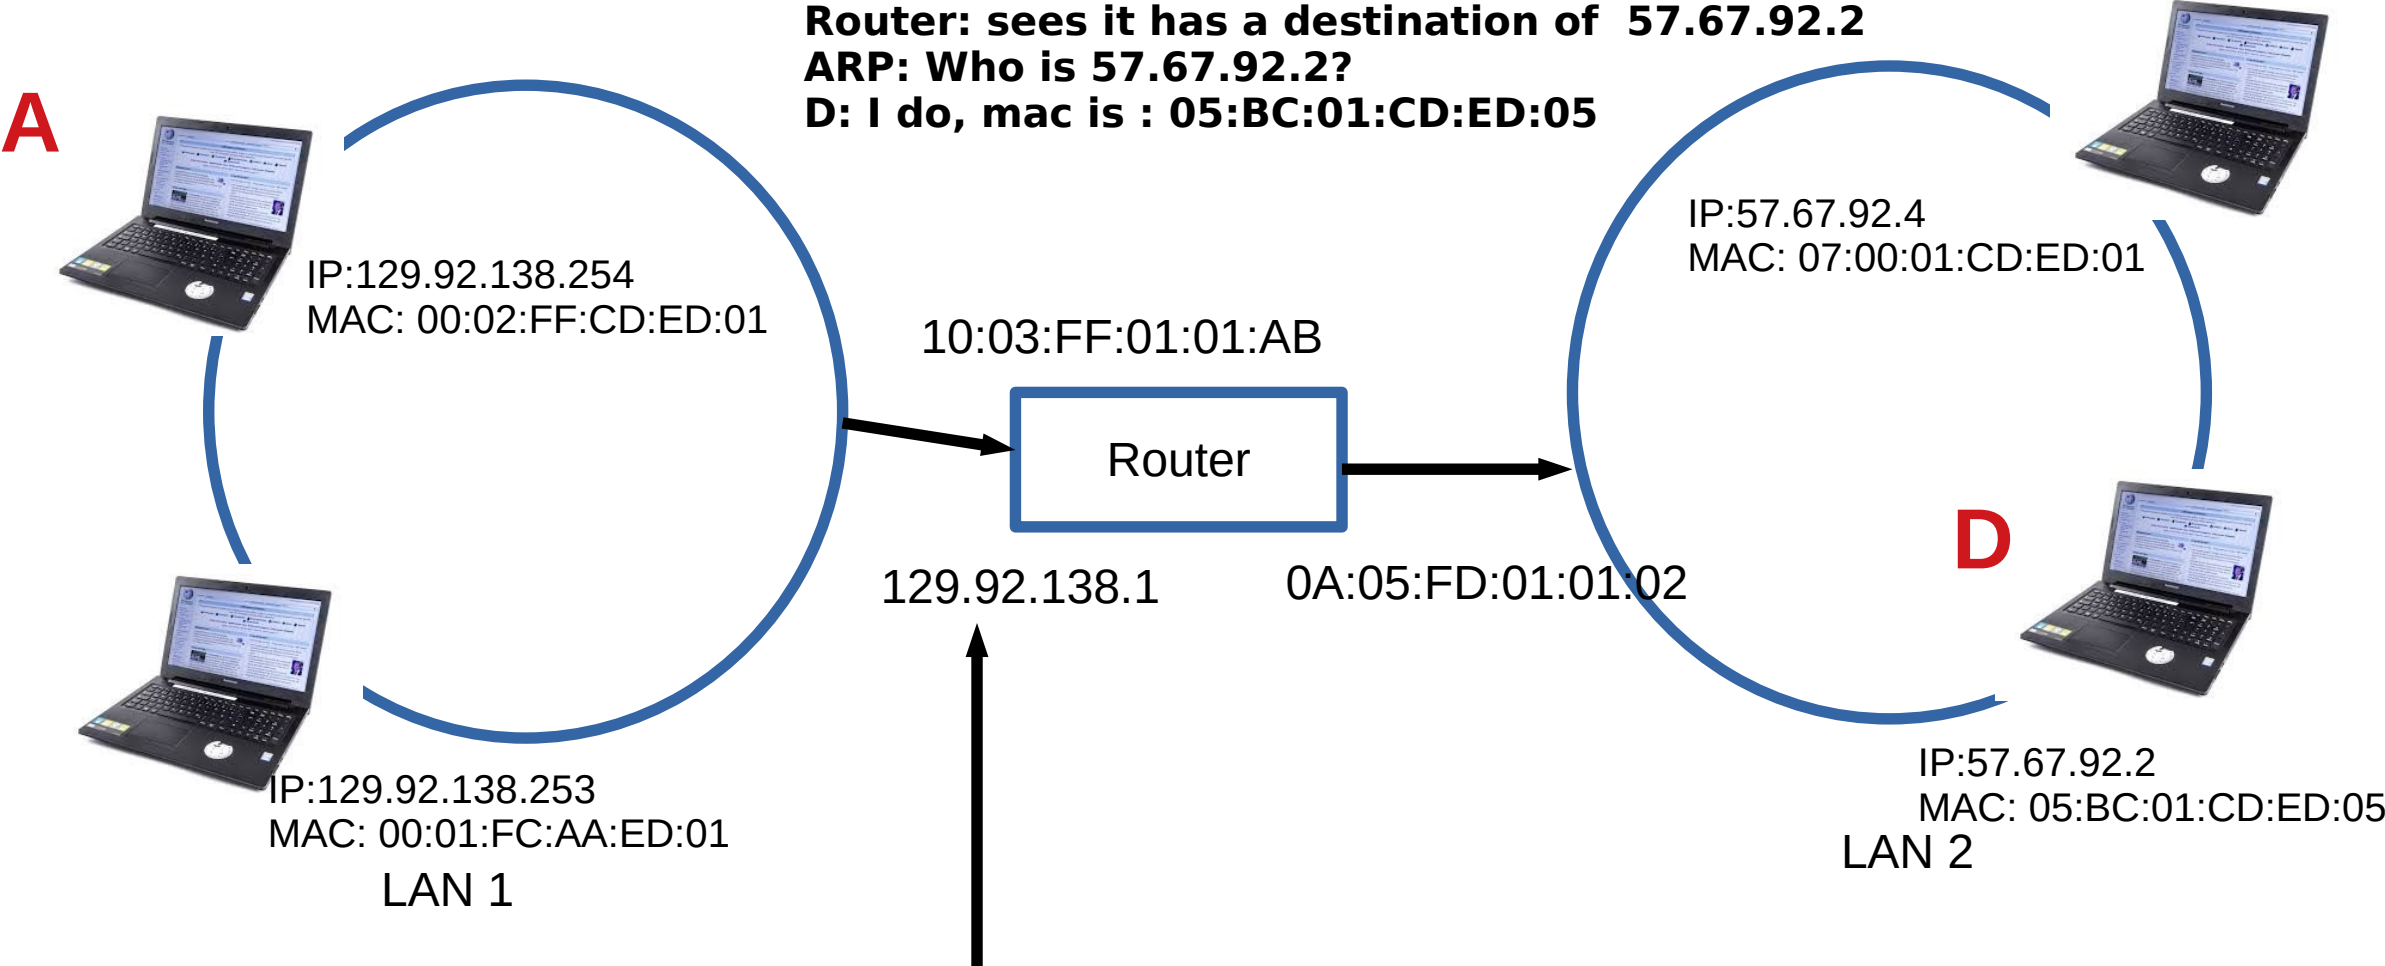 Router: sees it has a destination of  57.67.92.2
ARP: Who is 57.67.92.2?
D: I do, mac is : 05:BC:01:CD:ED:05
A
IP:129.92.138.254
MAC: 00:02:FF:CD:ED:01
IP:57.67.92.4
MAC: 07:00:01:CD:ED:01
10:03:FF:01:01:AB
Router
129.92.138.1
0A:05:FD:01:01:02
D
IP:129.92.138.253
MAC: 00:01:FC:AA:ED:01
LAN 1
IP:57.67.92.2
MAC: 05:BC:01:CD:ED:05
LAN 2